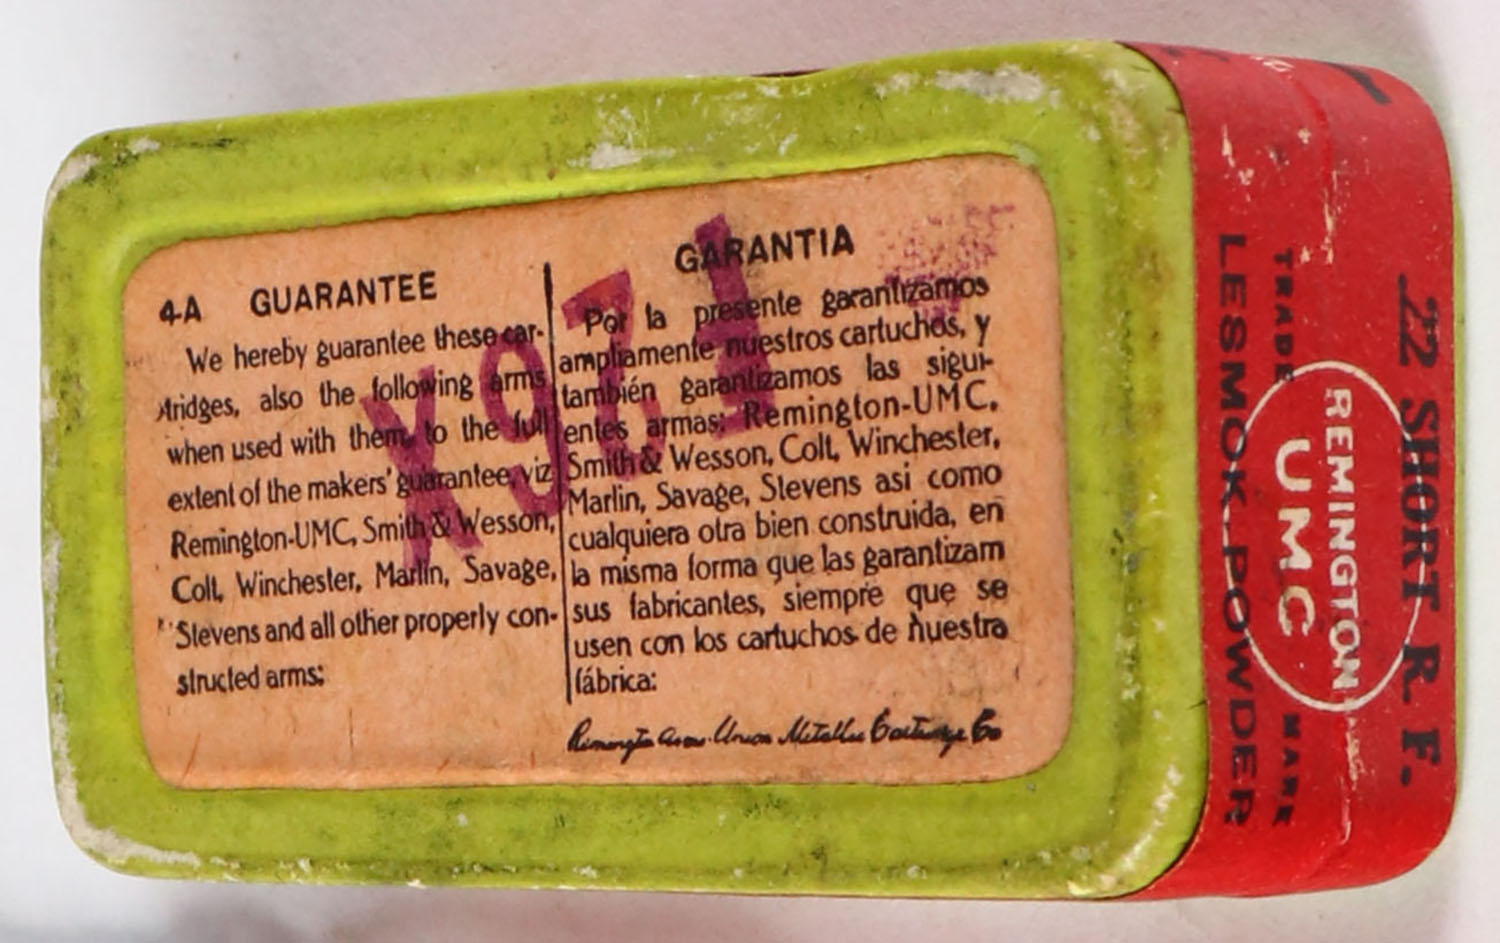 4-A GUARANTEE
We hereby guarantee these car-
tridges, also the following arms
when used with them, to the full
extent of the makers' guarantee, viz
Remington-UMC, Smith & Wesson,
Colt, Winchester, Marlin, Savage,
Stevens and all other properly con-
structed arms:
GARANTIA
Por la presente garantizamos
ampliamente nuestros cartuchos, y
también garantizamos las sigui-
entes armas: Remington-UMC,
Smith & Wesson, Colt, Winchester,
Marlin, Savage, Stevens asi como
cualquiera otra bien construida, en
la misma forma que las garantizam
sus fabricantes, siempre que se
usen con los cartuchos de nuestra
fábrica:
Remington Arms-Union Metallic Cartridge Co
22 SHORT R. F.
REMINGTON
UMC
TRADE MARK
LESMOK POWDER